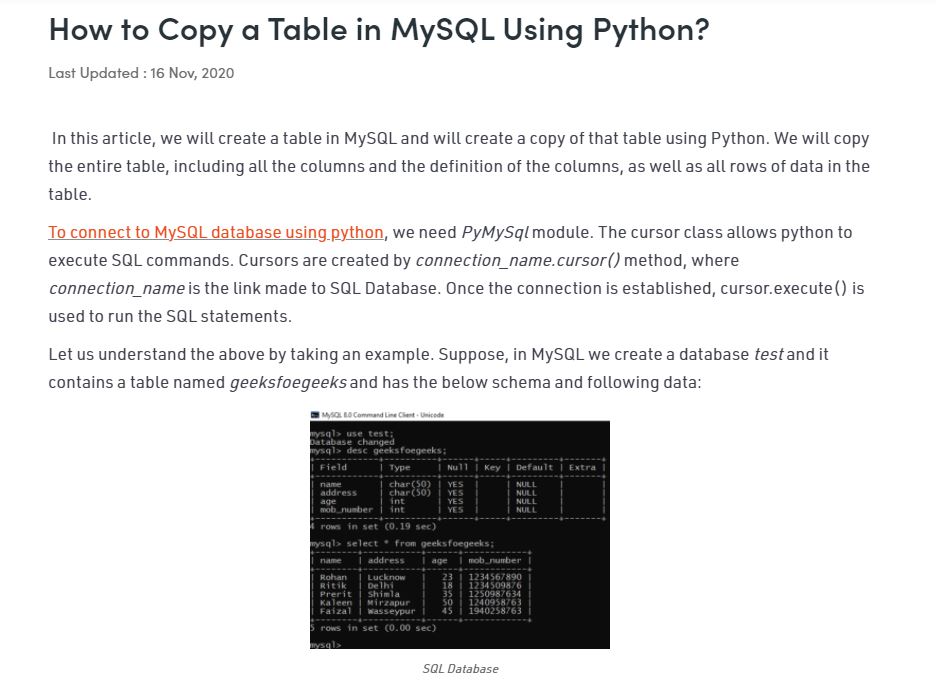 How to Copy a Table in MySQL Using Python?
Last Updated : 16 Nov, 2020
In this article, we will create a table in MySQL and will create a copy of that table using Python. We will copy
the entire table, including all the columns and the definition of the columns, as well as all rows of data in the
table.
To connect to MySQL database using python, we need PyMySql module. The cursor class allows python to
execute SQL commands. Cursors are created by connection_name.cursor() method, where
connection_name is the link made to SQL Database. Once the connection is established, cursor.execute() is
used to run the SQL statements.
Let us understand the above by taking an example. Suppose, in MySQL we create a database test and it
contains a table named geeksfoegeeks and has the below schema and following data:
MySQL 8.0 Command Line Client - Unicode
mysql> use test;
Database changed
mysql> desc geeksfoegeeks;
+------------+----------+------+-----+---------+-------+
| Field | Type | Null | Key | Default | Extra |
+------------+----------+------+-----+---------+-------+
| name | char(50) | YES | | NULL | |
| address | char(50) | YES | | NULL | |
| age | int | YES | | NULL | |
| mob_number | int | YES | | NULL | |
+------------+----------+------+-----+---------+-------+
4 rows in set (0.19 sec)
mysql> select * from geeksfoegeeks;
+--------+-----------+------+------------+
| name | address | age | mob_number |
+--------+-----------+------+------------+
| Rohan | Lucknow | 23 | 1234567890 |
| Ritik | Delhi | 18 | 1234509876 |
| Prerit | Shimla | 35 | 1250987634 |
| Kaleen | Mirzapur | 50 | 1240958763 |
| Faizal | Wasseypur | 45 | 1940258763 |
+--------+-----------+------+------------+
5 rows in set (0.00 sec)
mysql>
SQL Database